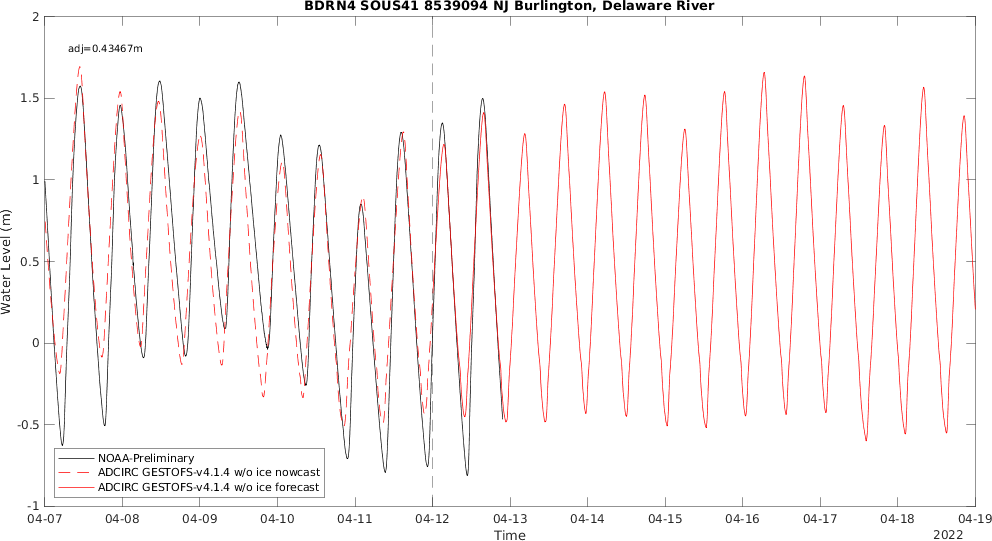 BDRN4 SOUS41 8539094 NJ Burlington, Delaware River
2
adj=0.43467m
1.5
1
0.5
0
-0.5
-1
Water Level (m)
NOAA-Preliminary
ADCIRC GESTOFS-v4.1.4 w/o ice nowcast
ADCIRC GESTOFS-v4.1.4 w/o ice forecast
04-07 04-08 04-09 04-10 04-11 04-12 04-13 04-14 04-15 04-16 04-17 04-18 04-19
Time
2022